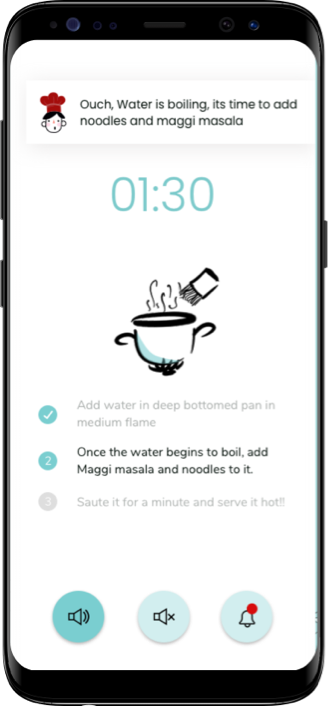 Ouch, Water is boiling, its time to add
noodles and maggi masala
01:30
Add water in deep bottomed pan in
medium flame
2
Once the water begins to boil, add
Maggi masala and noodles to it.
3
Saute it for a minute and serve it hot!!